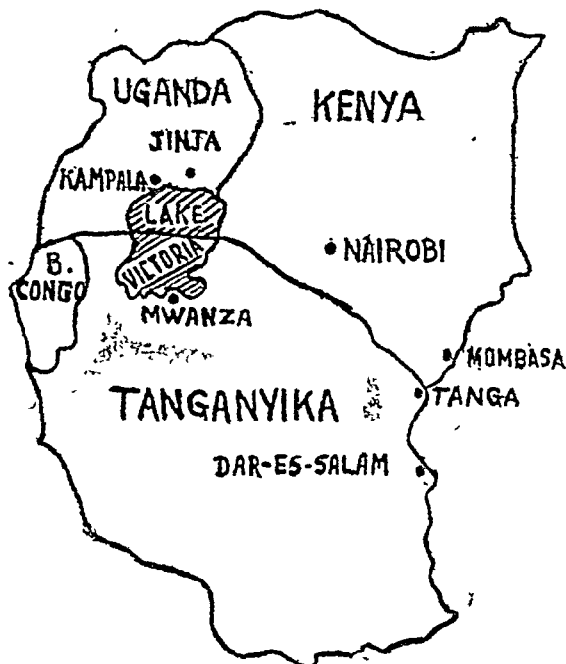 UGANDA
KENYA
JINJA
KAMPALA
LAKE
VICTORIA
NAIROBI
B.
CONGO
MWANZA
MOMBASA
TANGANYIKA
TANGA
DAR-ES-SALAM